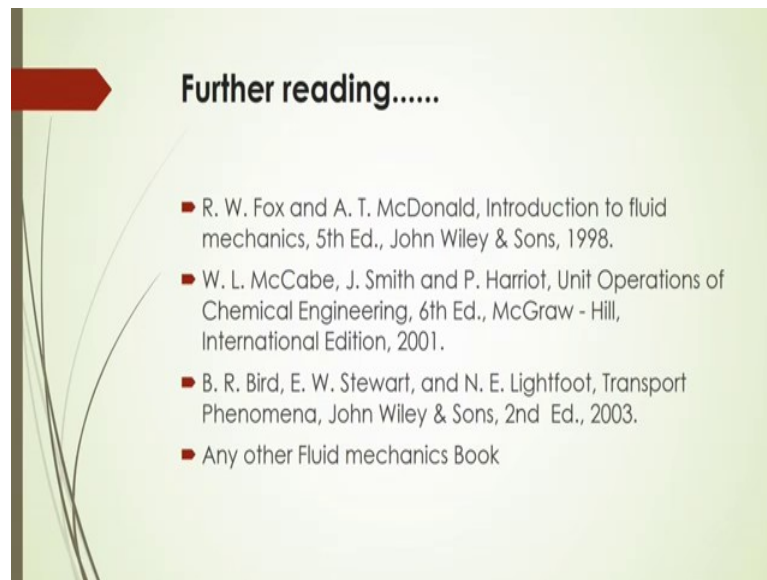 Further reading......
R. W. Fox and A. T. McDonald, Introduction to fluid
mechanics, 5th Ed., John Wiley & Sons, 1998.
W. L. McCabe, J. Smith and P. Harriot, Unit Operations of
Chemical Engineering, 6th Ed., McGraw - Hill,
International Edition, 2001.
B. R. Bird, E. W. Stewart, and N. E. Lightfoot, Transport
Phenomena, John Wiley & Sons, 2nd Ed., 2003.
Any other Fluid mechanics Book